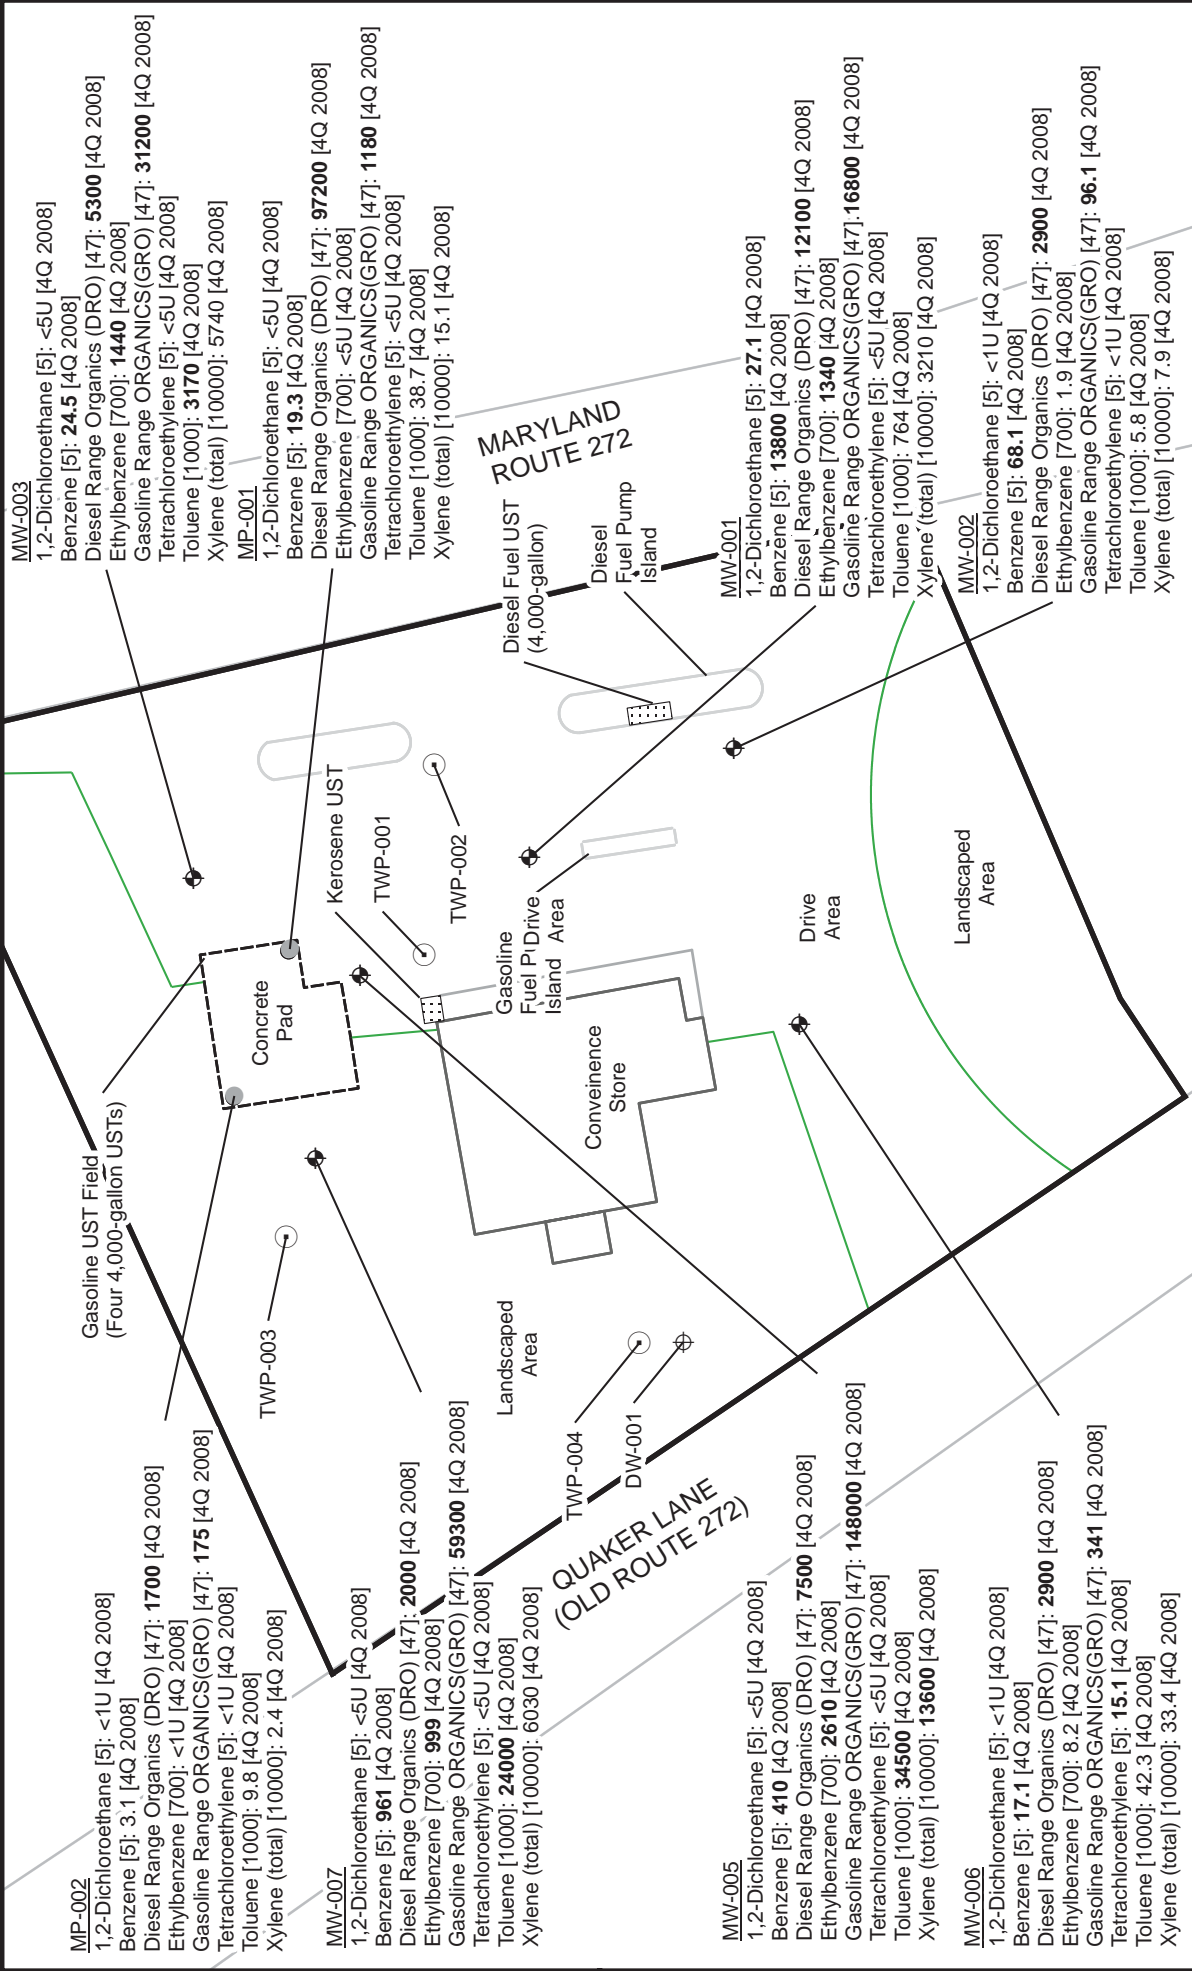 MP-002
1,2-Dichloroethane [5]: <1U [4Q 2008]
Benzene [5]: 3.1 [4Q 2008]
Diesel Range Organics (DRO) [47]: 1700 [4Q 2008]
Ethylbenzene [700]: <1U [4Q 2008]
Gasoline Range ORGANICS(GRO) [47]: 175 [4Q 2008]
Tetrachloroethylene [5]: <1U [4Q 2008]
Toluene [1000]: 9.8 [4Q 2008]
Xylene (total) [10000]: 2.4 [4Q 2008]
MW-007
1,2-Dichloroethane [5]: <5U [4Q 2008]
Benzene [5]: 961 [4Q 2008]
Diesel Range Organics (DRO) [47]: 2000 [4Q 2008]
Ethylbenzene [700]: 999 [4Q 2008]
Gasoline Range ORGANICS(GRO) [47]: 59300 [4Q 2008]
Tetrachloroethylene [5]: <5U [4Q 2008]
Toluene [1000]: 24000 [4Q 2008]
Xylene (total) [10000]: 6030 [4Q 2008]
MW-005
1,2-Dichloroethane [5]: <5U [4Q 2008]
Benzene [5]: 410 [4Q 2008]
Diesel Range Organics (DRO) [47]: 7500 [4Q 2008]
Ethylbenzene [700]: 2610 [4Q 2008]
Gasoline Range ORGANICS(GRO) [47]: 148000 [4Q 2008]
Tetrachloroethylene [5]: <5U [4Q 2008]
Toluene [1000]: 34500 [4Q 2008]
Xylene (total) [10000]: 13600 [4Q 2008]
MW-006
1,2-Dichloroethane [5]: <1U [4Q 2008]
Benzene [5]: 17.1 [4Q 2008]
Diesel Range Organics (DRO) [47]: 2900 [4Q 2008]
Ethylbenzene [700]: 8.2 [4Q 2008]
Gasoline Range ORGANICS(GRO) [47]: 341 [4Q 2008]
Tetrachloroethylene [5]: 15.1 [4Q 2008]
Toluene [1000]: 42.3 [4Q 2008]
Xylene (total) [10000]: 33.4 [4Q 2008]
QUAKER LANE
(OLD ROUTE 272)
Gasoline UST Field
(Four 4,000-gallon USTs)
TWP-003
Landscaped
Area
TWP-004
DW-001
Concrete
Pad
Kerosene UST
TWP-001
TWP-002
Gasoline
Fuel P
Island
Drive
Area
Conveinence
Store
Drive
Area
Landscaped
Area
Diesel Fuel UST
(4,000-gallon)
Diesel
Fuel Pump
Island
MARYLAND
ROUTE 272
MW-003
1,2-Dichloroethane [5]: <5U [4Q 2008]
Benzene [5]: 24.5 [4Q 2008]
Diesel Range Organics (DRO) [47]: 5300 [4Q 2008]
Ethylbenzene [700]: 1440 [4Q 2008]
Gasoline Range ORGANICS(GRO) [47]: 31200 [4Q 2008]
Tetrachloroethylene [5]: <5U [4Q 2008]
Toluene [1000]: 3170 [4Q 2008]
Xylene (total) [10000]: 5740 [4Q 2008]
MP-001
1,2-Dichloroethane [5]: <5U [4Q 2008]
Benzene [5]: 19.3 [4Q 2008]
Diesel Range Organics (DRO) [47]: 97200 [4Q 2008]
Ethylbenzene [700]: <5U [4Q 2008]
Gasoline Range ORGANICS(GRO) [47]: 1180 [4Q 2008]
Tetrachloroethylene [5]: <5U [4Q 2008]
Toluene [1000]: 38.7 [4Q 2008]
Xylene (total) [10000]: 15.1 [4Q 2008]
MW-001
1,2-Dichloroethane [5]: 27.1 [4Q 2008]
Benzene [5]: 13800 [4Q 2008]
Diesel Range Organics (DRO) [47]: 12100 [4Q 2008]
Ethylbenzene [700]: 1340 [4Q 2008]
Gasoline Range ORGANICS(GRO) [47]:16800 [4Q 2008]
Tetrachloroethylene [5]: <5U [4Q 2008]
Toluene [1000]: 764 [4Q 2008]
Xylene (total) [10000]: 3210 [4Q 2008]
MW-002
1,2-Dichloroethane [5]: <1U [4Q 2008]
Benzene [5]: 68.1 [4Q 2008]
Diesel Range Organics (DRO) [47]: 2900 [4Q 2008]
Ethylbenzene [700]: 1.9 [4Q 2008]
Gasoline Range ORGANICS(GRO) [47]: 96.1 [4Q 2008]
Tetrachloroethylene [5]: <1U [4Q 2008]
Toluene [1000]: 5.8 [4Q 2008]
Xylene (total) [10000]: 7.9 [4Q 2008]